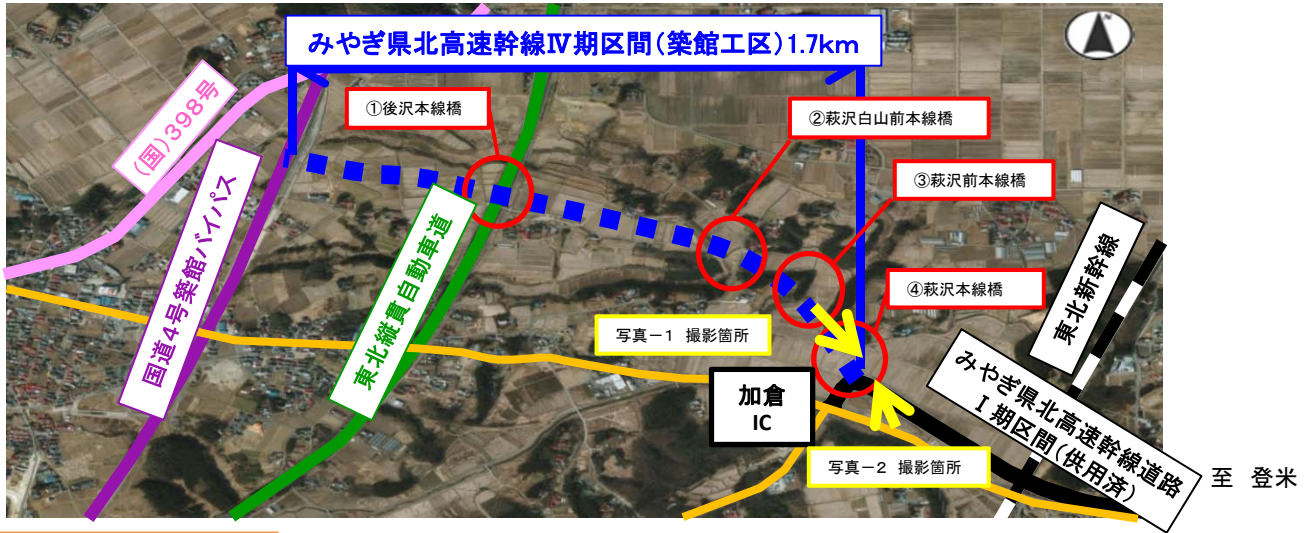 みやぎ県北高速幹線Ⅳ期区間(築館工区)1.7km
(国)398号
①後沢本線橋
②萩沢白山前本線橋
③萩沢前本線橋
国道4号築館バイパス
東北縦貫自動車道
④萩沢本線橋
東北新幹線
写真－1 撮影箇所
加倉
IC
みやぎ県北高速幹線道路
Ⅰ期区間(供用済)
写真－2 撮影箇所
至 登米